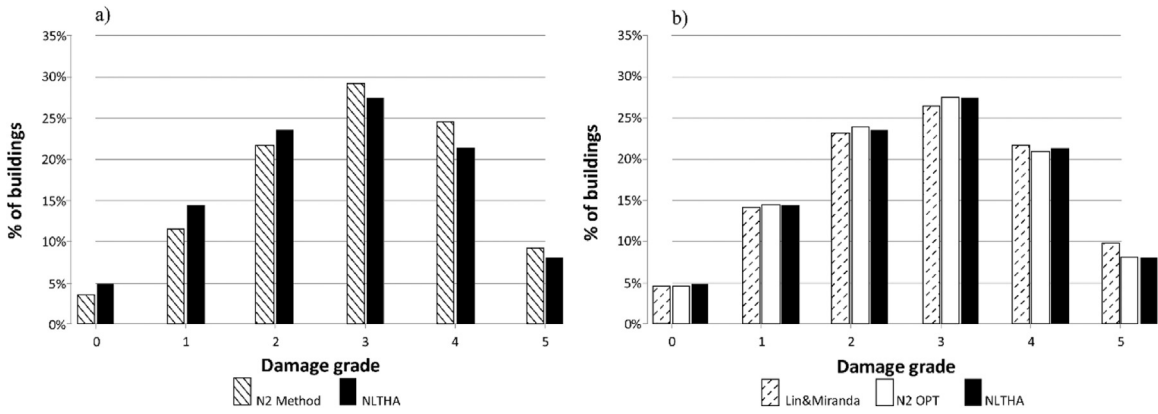 a)
35%
30%
25%
20%
15%
10%
5%
0%
% of buildings
0 1 2 3 4 5
Damage grade
N2 Method NLTHA
b)
35%
30%
25%
20%
15%
10%
5%
0%
% of buildings
0 1 2 3 4 5
Damage grade
Lin&Miranda N2 OPT NLTHA